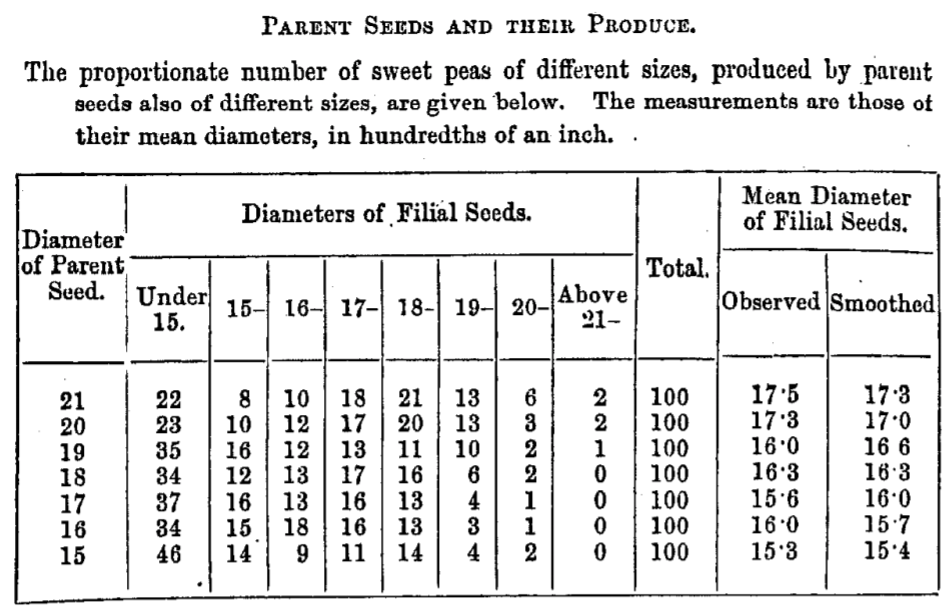 PARENT SEEDS AND THEIR PRODUCE.
The proportionate number of sweet peas of different sizes, produced by parent
seeds also of different sizes, are given below. The measurements are those of
their mean diameters, in hundredths of an inch.
Diameter of Parent Seed. Diameters of Filial Seeds. Total. Mean Diameter of Filial Seeds.
Under 15. 15– 16– 17– 18– 19– 20– Above 21– Observed Smoothed
21 22 8 10 18 21 13 6 2 100 17·5 17·3
20 23 10 12 17 20 13 3 2 100 17·3 17·0
19 35 16 12 13 11 10 2 1 100 16·0 16 6
18 34 12 13 17 16 6 2 0 100 16·3 16·3
17 37 16 13 16 13 4 1 0 100 15·6 16·0
16 34 15 18 16 13 3 1 0 100 16·0 15·7
15 46 14 9 11 14 4 2 0 100 15·3 15·4